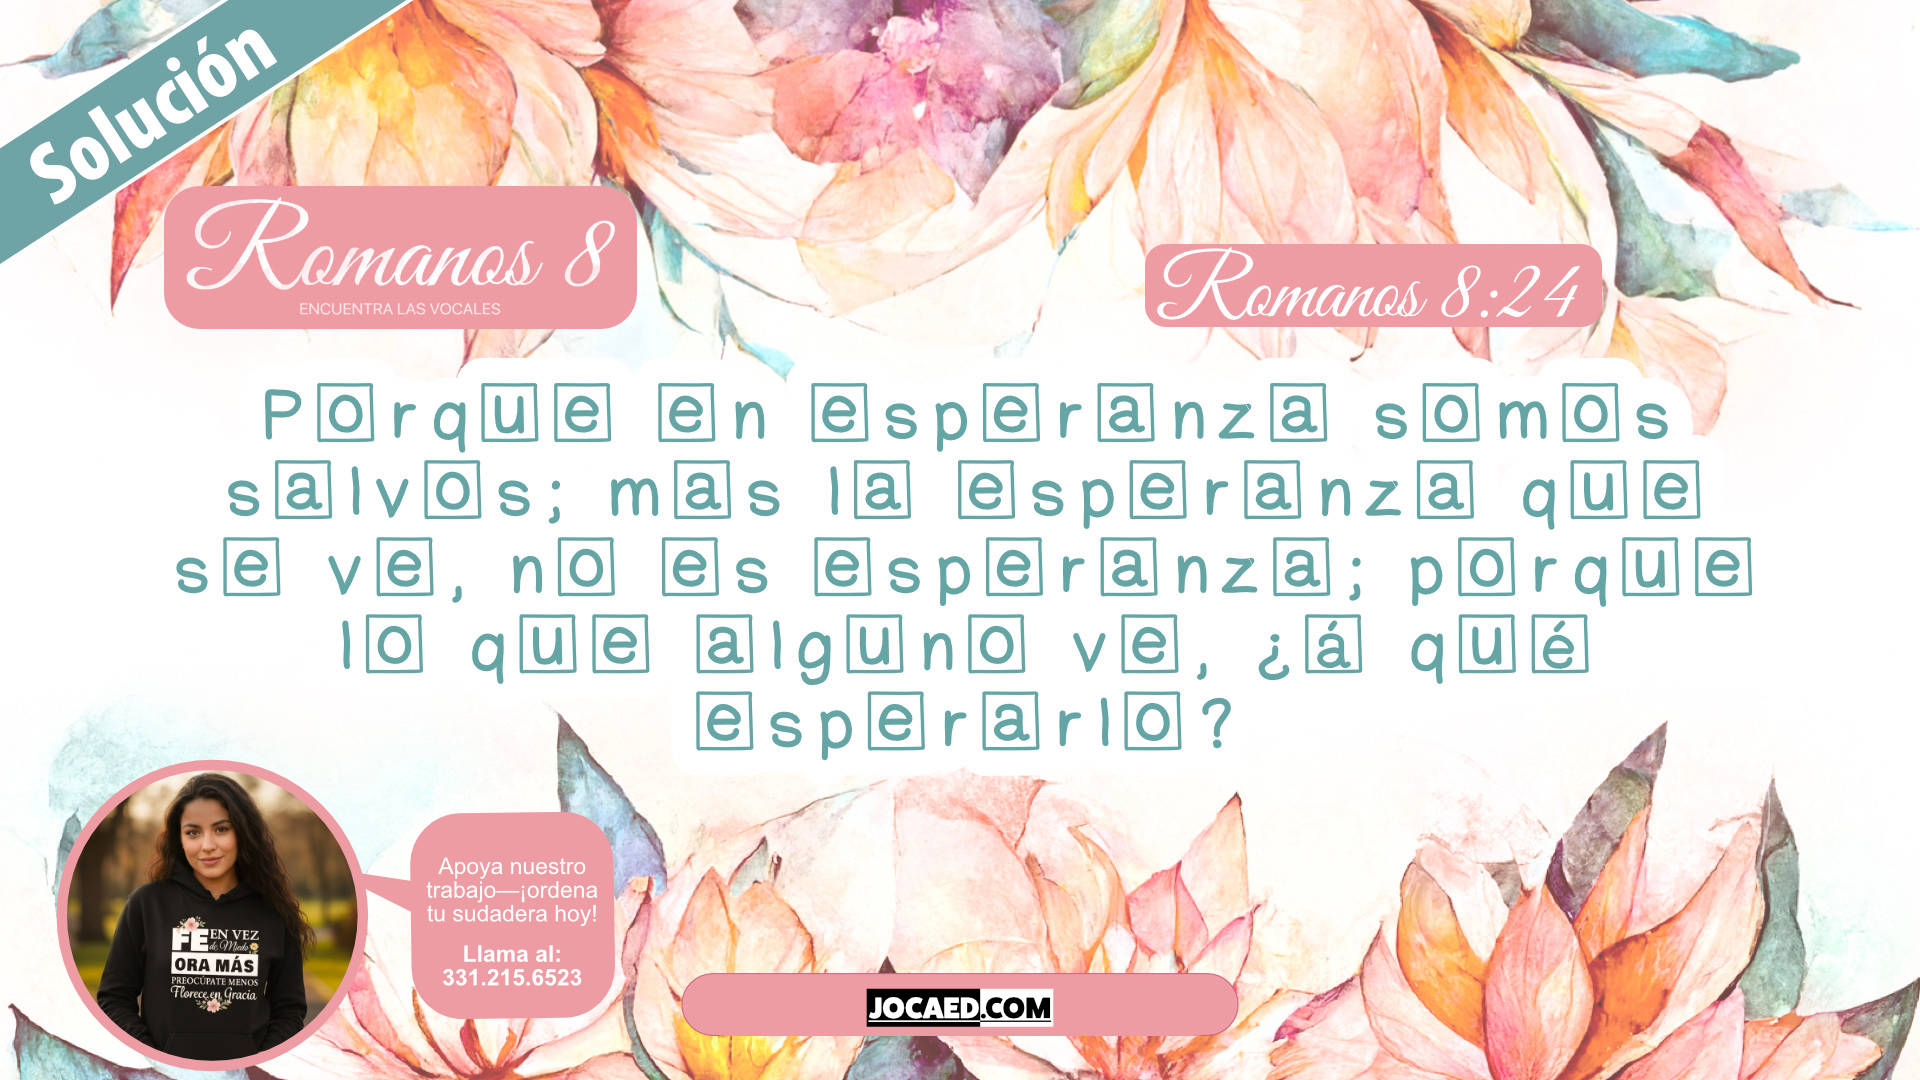 Solución
Romanos 8
ENCUENTRA LAS VOCALES
Romanos 8:24
Porque en esperanza somos
salvos; mas la esperanza que
se ve, no es esperanza; porque
lo que alguno ve, ¿á qué
esperarlo?
Apoya nuestro
trabajo—¡ordena
tu sudadera hoy!
Llama al:
331.215.6523
FE EN VEZ
de Miedo
ORA MÁS
PREOCÚPATE MENOS
Florece en Gracia
JOCAED.COM